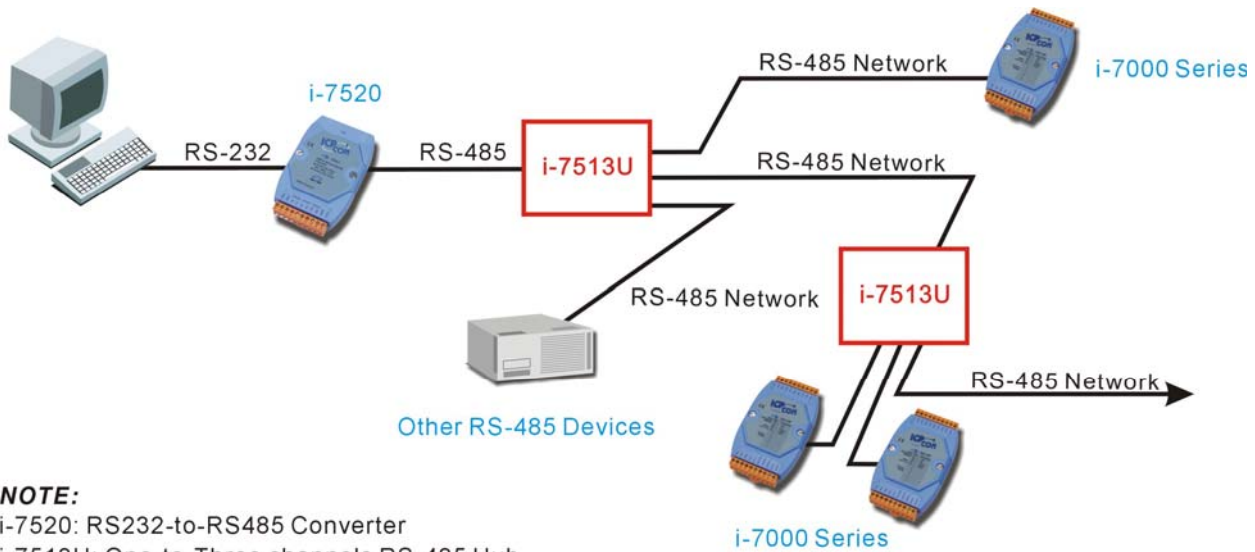 i-7520
RS-232
RS-485
i-7513U
RS-485 Network
i-7000 Series
RS-485 Network
RS-485 Network
i-7513U
Other RS-485 Devices
RS-485 Network
i-7000 Series
NOTE:
i-7520: RS232-to-RS485 Converter